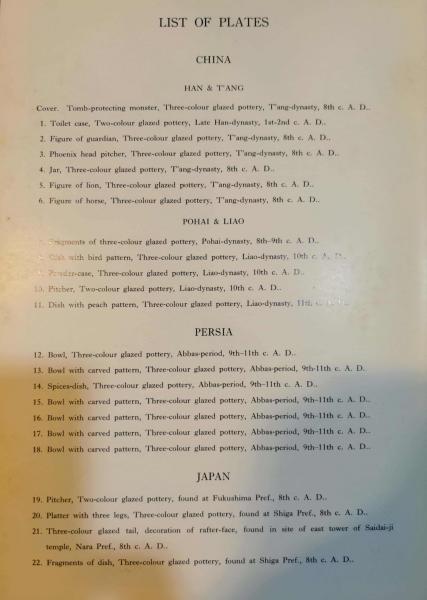 LIST OF PLATES
CHINA
HAN & T'ANG
Cover. Tomb-protecting monster, Three-colour glazed pottery, T'ang-dynasty, 8th c. A. D..
1. Toilet case, Two-colour glazed pottery, Late Han-dynasty, 1st-2nd c. A. D..
2. Figure of guardian, Three-colour glazed pottery, T'ang-dynasty, 8th c. A. D..
3. Phoenix head pitcher, Three-colour glazed pottery, T'ang-dynasty, 8th c. A. D..
4. Jar, Three-colour glazed pottery, T'ang-dynasty, 8th c. A. D..
5. Figure of lion, Three-colour glazed pottery, T'ang-dynasty, 8th c. A. D..
6. Figure of horse, Three-colour glazed pottery, T'ang-dynasty, 8th c. A. D..
POHAI & LIAO
Fragments of three-colour glazed pottery, Pohai-dynasty, 8th-9th c. A. D..
Dish with bird pattern, Three-colour glazed pottery, Liao-dynasty, 10th c. A. D..
Powder-case, Three-colour glazed pottery, Liao-dynasty, 10th c. A. D..
10. Pitcher, Two-colour glazed pottery, Liao-dynasty, 10th c. A. D..
11. Dish with peach pattern, Three-colour glazed pottery, Liao-dynasty, 11th c. A. D..
PERSIA
12. Bowl, Three-colour glazed pottery, Abbas-period, 9th-11th c. A. D..
13. Bowl with carved pattern, Three-colour glazed pottery, Abbas-period, 9th-11th c. A. D.
14. Spices-dish, Three-colour glazed pottery, Abbas-period, 9th-11th c. A. D..
15. Bowl with carved pattern, Three-colour glazed pottery, Abbas-period, 9th-11th c. A. D..
16. Bowl with carved pattern, Three-colour glazed pottery, Abbas-period, 9th-11th c. A. D..
17. Bowl with carved pattern, Three-colour glazed pottery, Abbas-period, 9th-11th c. A. D..
18. Bowl with carved pattern, Three-colour glazed pottery, Abbas-period, 9th-11th c. A. D..
JAPAN
19. Pitcher, Two-colour glazed pottery, found at Fukushima Pref., 8th c. A. D..
20. Platter with three legs, Three-colour glazed pottery, found at Shiga Pref., 8th c. A. D..
21. Three-colour glazed tail, decoration of rafter-face, found in site of east tower of Saidai-ji
temple, Nara Pref., 8th c. A. D..
22. Fragments of dish, Three-colour glazed pottery, found at Shiga Pref., 8th c. A. D..